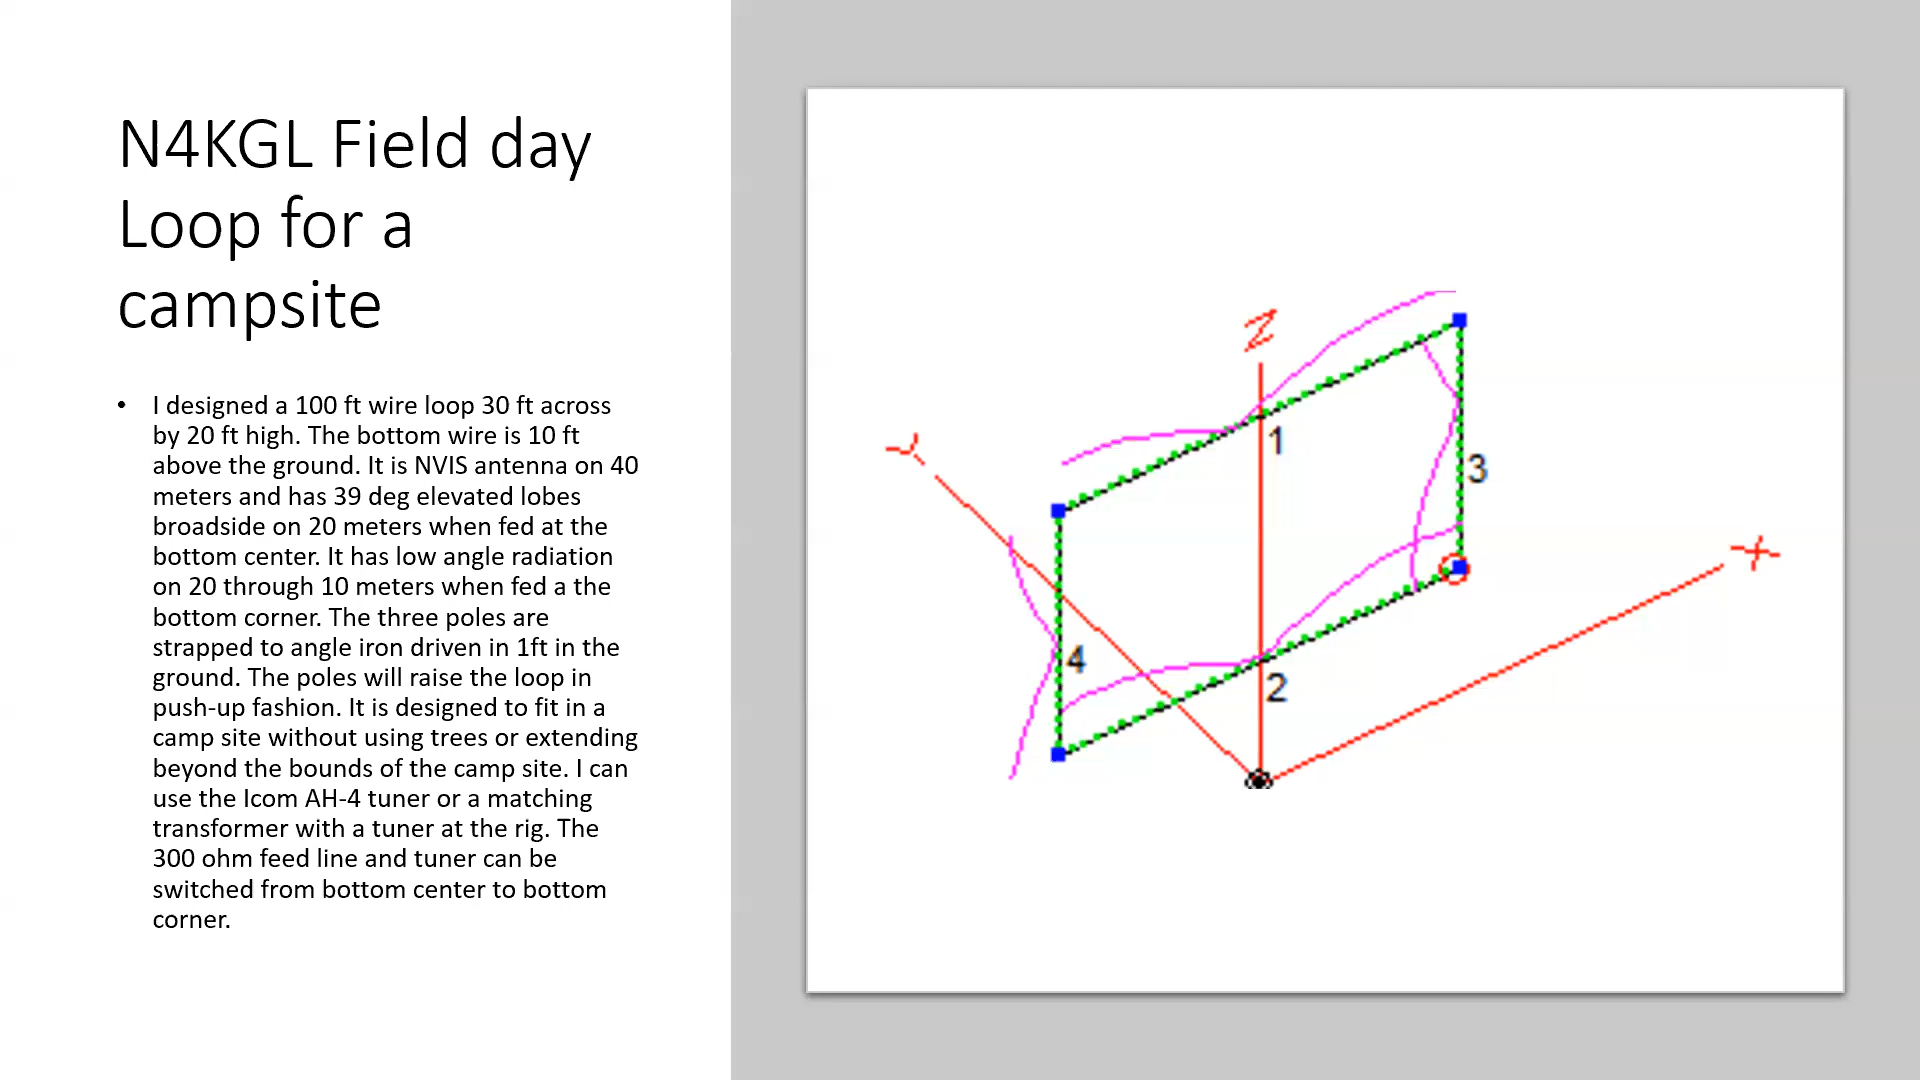 N4KGL Field day
Loop for a
campsite
• I designed a 100 ft wire loop 30 ft across
by 20 ft high. The bottom wire is 10 ft
above the ground. It is NVIS antenna on 40
meters and has 39 deg elevated lobes
broadside on 20 meters when fed at the
bottom center. It has low angle radiation
on 20 through 10 meters when fed a the
bottom corner. The three poles are
strapped to angle iron driven in 1ft in the
ground. The poles will raise the loop in
push-up fashion. It is designed to fit in a
camp site without using trees or extending
beyond the bounds of the camp site. I can
use the Icom AH-4 tuner or a matching
transformer with a tuner at the rig. The
300 ohm feed line and tuner can be
switched from bottom center to bottom
corner.
Z
Y
1
3
X
4
2